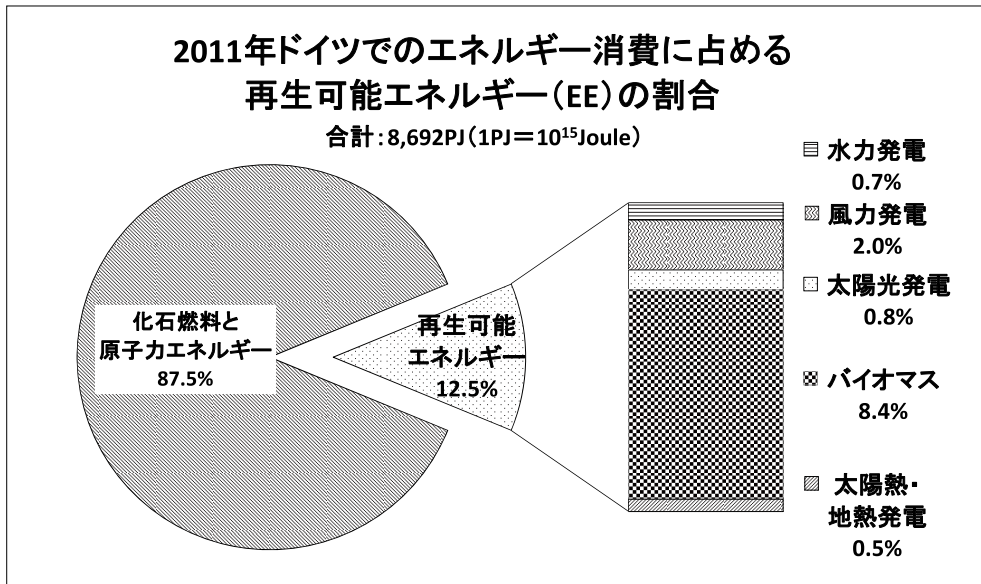 2011年ドイツでのエネルギー消費に占める
再生可能エネルギー(EE)の割合
合計:8,692PJ(1PJ=10¹⁵Joule)
化石燃料と
原子力エネルギー
87.5%
再生可能
エネルギー
12.5%
水力発電
0.7%
風力発電
2.0%
太陽光発電
0.8%
バイオマス
8.4%
太陽熱・
地熱発電
0.5%